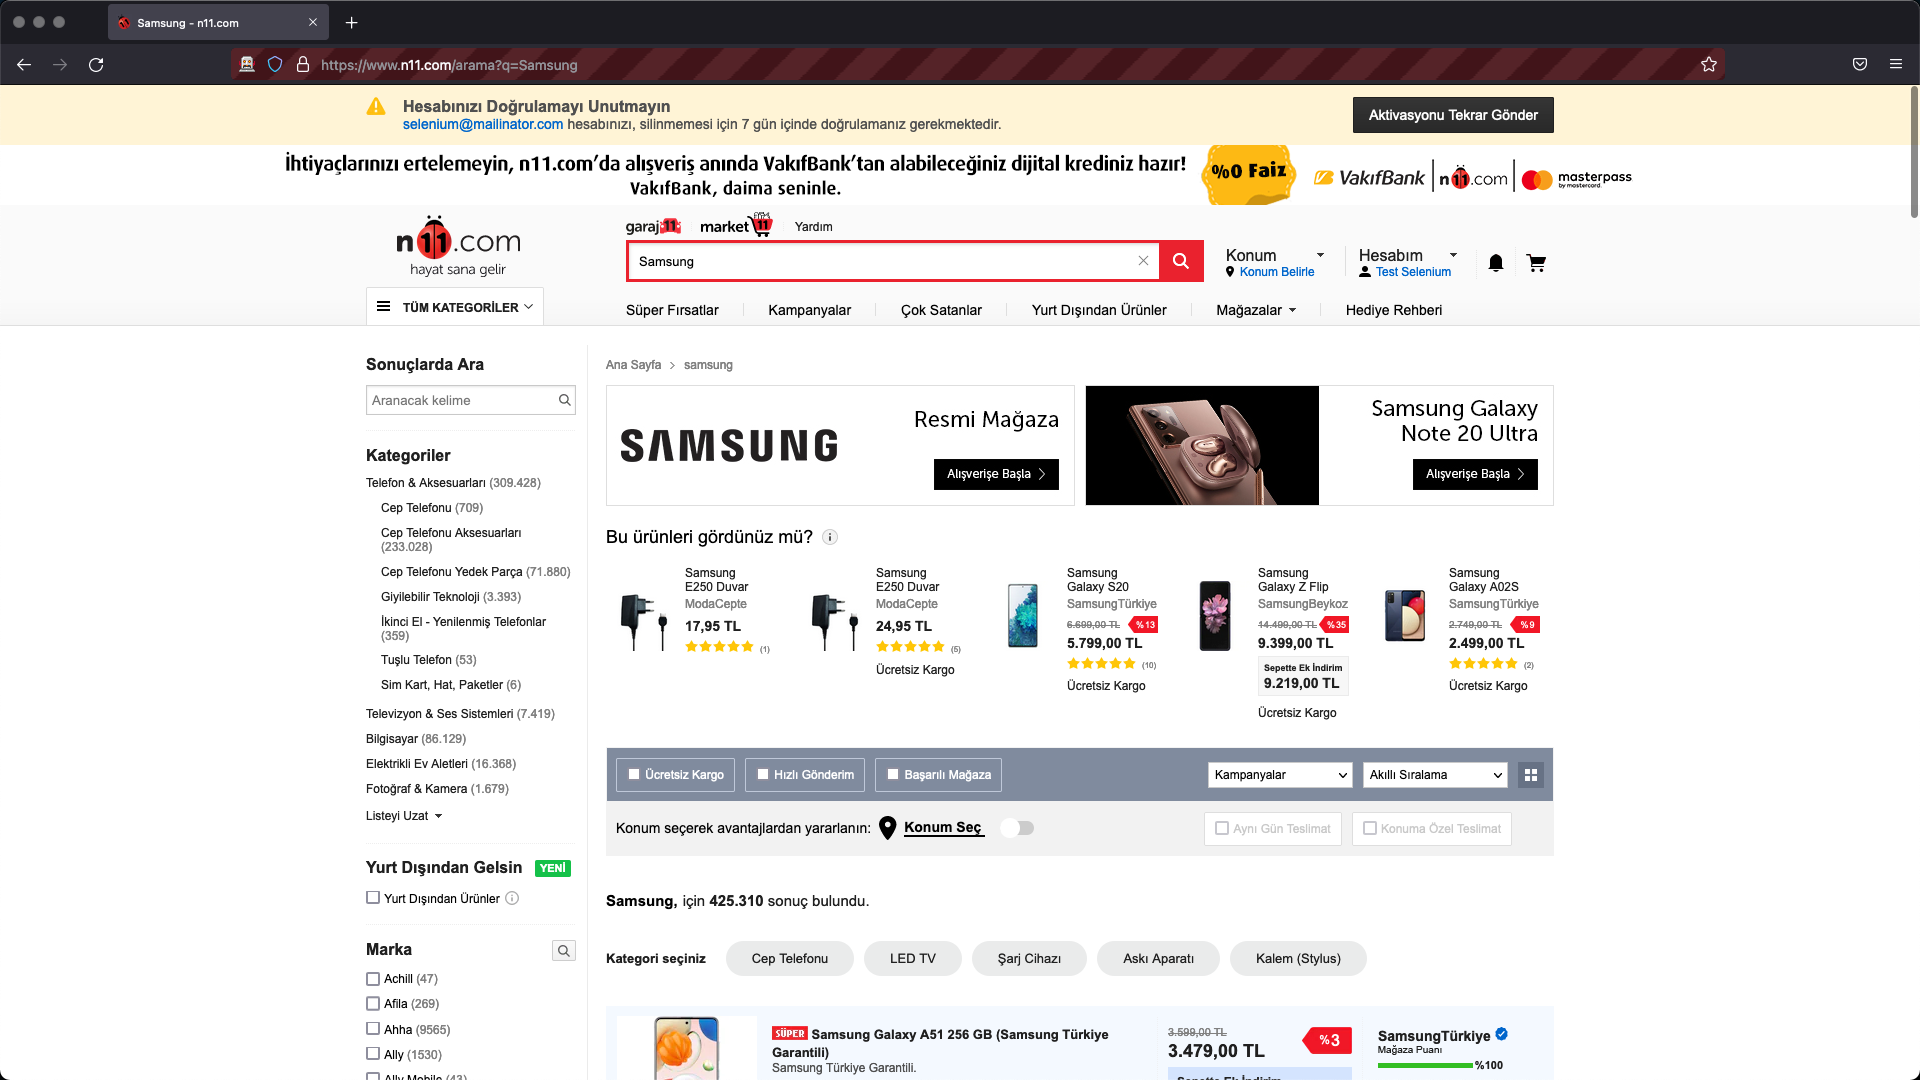 Samsung - n11.com
https://www.n11.com/arama?q=Samsung
Hesabınızı Doğrulamayı Unutmayın
selenium@mailinator.com hesabınızı, silinmemesi için 7 gün içinde doğrulamanız gerekmektedir.
Aktivasyonu Tekrar Gönder
İhtiyaçlarınızı ertelemeyin, n11.com'da alışveriş anında VakıfBank'tan alabileceğiniz dijital krediniz hazır!
VakıfBank, daima seninle.
%0 Faiz
VakıfBank
n11.com
masterpass
by mastercard.
garaj11
market 11
Yardım
n11.com
hayat sana gelir
Samsung
Konum
Konum Belirle
Hesabım
Test Selenium
TÜM KATEGORİLER
Süper Fırsatlar
Kampanyalar
Çok Satanlar
Yurt Dışından Ürünler
Mağazalar
Hediye Rehberi
Sonuçlarda Ara
Aranacak kelime
Kategoriler
Telefon & Aksesuarları (309.428)
Cep Telefonu (709)
Cep Telefonu Aksesuarları
(233.028)
Cep Telefonu Yedek Parça (71.880)
Giyilebilir Teknoloji (3.393)
İkinci El - Yenilenmiş Telefonlar
(359)
Tuşlu Telefon (53)
Sim Kart, Hat, Paketler (6)
Televizyon & Ses Sistemleri (7.419)
Bilgisayar (86.129)
Elektrikli Ev Aletleri (16.368)
Fotoğraf & Kamera (1.679)
Listeyi Uzat
Yurt Dışından Gelsin YENİ
Yurt Dışından Ürünler
Marka
Achill (47)
Afila (269)
Ahha (9565)
Ally (1530)
Ally Mobile (43)
Ana Sayfa > samsung
SAMSUNG
Resmi Mağaza
Alışverişe Başla
Samsung Galaxy
Note 20 Ultra
Alışverişe Başla
Bu ürünleri gördünüz mü?
Samsung
E250 Duvar
ModaCepte
17,95 TL
(1)
Samsung
E250 Duvar
ModaCepte
24,95 TL
(5)
Ücretsiz Kargo
Samsung
Galaxy S20
SamsungTürkiye
6.699,00 TL
%13
5.799,00 TL
(10)
Ücretsiz Kargo
Samsung
Galaxy Z Flip
SamsungBeykoz
14.499,00 TL
%35
9.399,00 TL
Sepette Ek İndirim
9.219,00 TL
Ücretsiz Kargo
Samsung
Galaxy A02S
SamsungTürkiye
2.749,00 TL
%9
2.499,00 TL
(2)
Ücretsiz Kargo
Ücretsiz Kargo
Hızlı Gönderim
Başarılı Mağaza
Kampanyalar
Akıllı Sıralama
Konum seçerek avantajlardan yararlanın:
Konum Seç
Aynı Gün Teslimat
Konuma Özel Teslimat
Samsung, için 425.310 sonuç bulundu.
Kategori seçiniz
Cep Telefonu
LED TV
Şarj Cihazı
Askı Aparatı
Kalem (Stylus)
SÜPER Samsung Galaxy A51 256 GB (Samsung Türkiye
Garantili)
Samsung Türkiye Garantili.
3.599,00 TL
3.479,00 TL
%3
Sepette Ek İndirim
SamsungTürkiye
Mağaza Puanı
%100